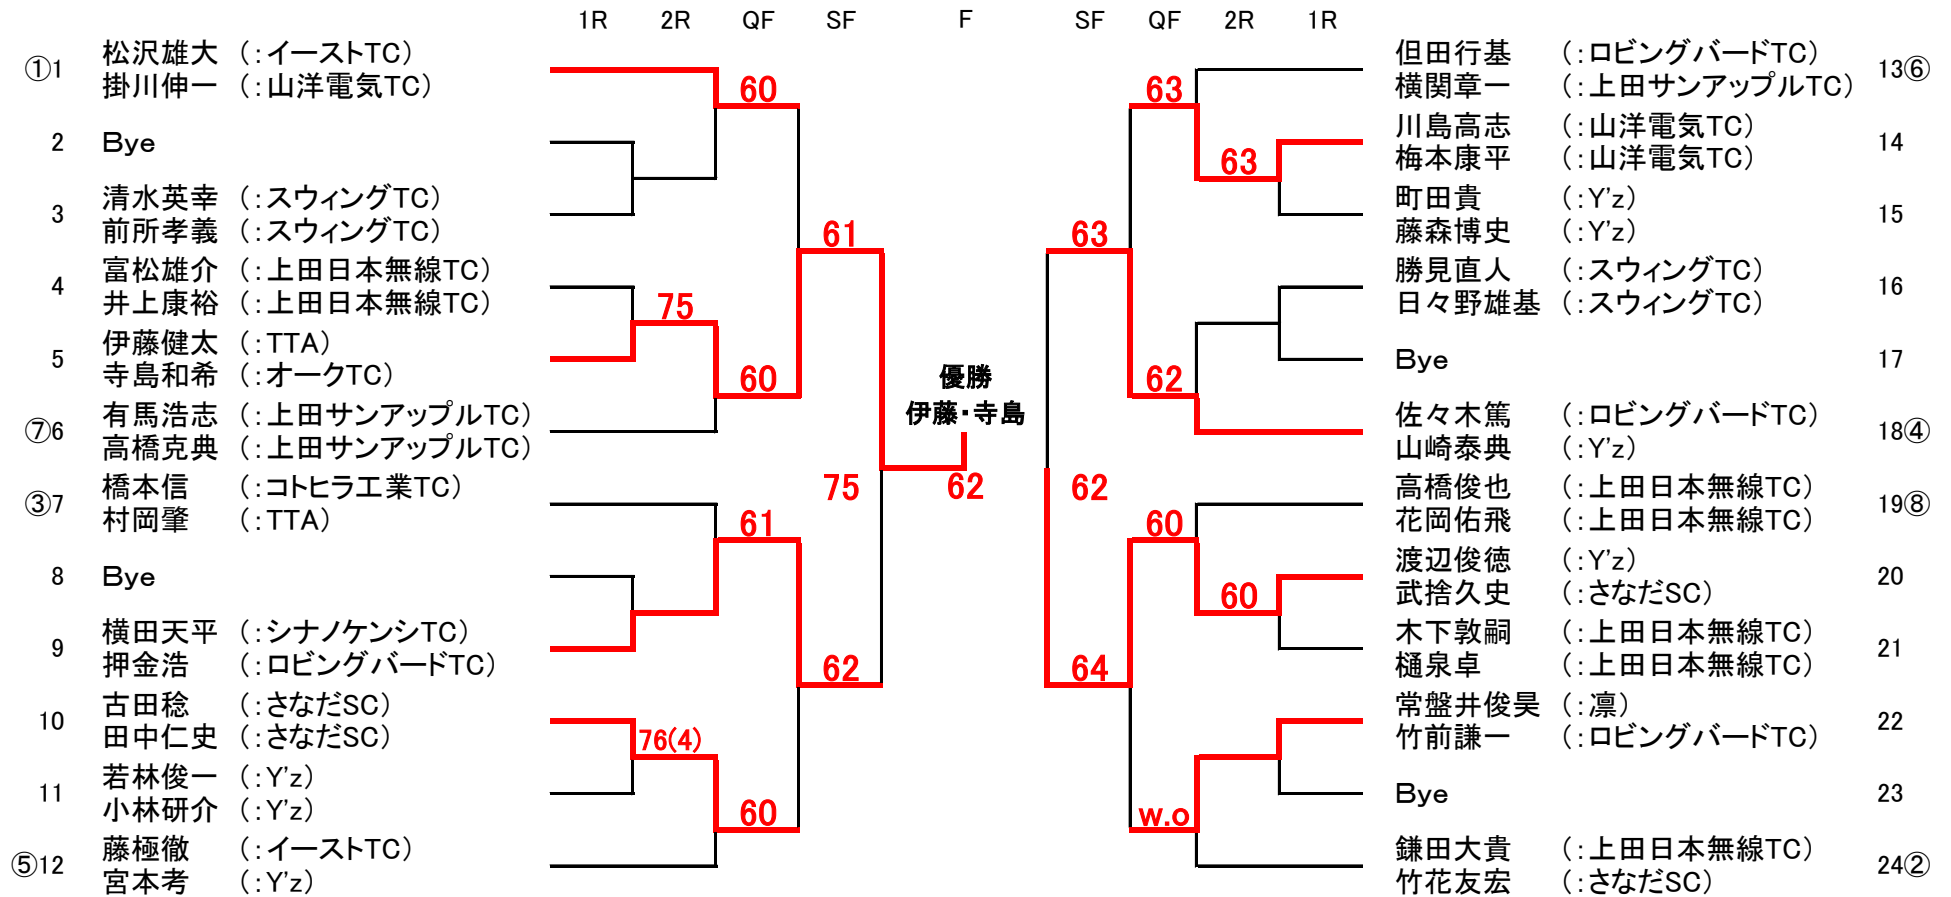 1R 2R QF SF F SF QF 2R 1R
①1 松沢雄大 (:イーストTC)
掛川伸一 (:山洋電気TC)
2 Bye
3 清水英幸 (:スウィングTC)
前所孝義 (:スウィングTC)
4 富松雄介 (:上田日本無線TC)
井上康裕 (:上田日本無線TC)
5 伊藤健太 (:TTA)
寺島和希 (:オークTC)
⑦6 有馬浩志 (:上田サンアップルTC)
高橋克典 (:上田サンアップルTC)
③7 橋本信 (:コトヒラ工業TC)
村岡肇 (:TTA)
8 Bye
9 横田天平 (:シナノケンシTC)
押金浩 (:ロビングバードTC)
10 古田稔 (:さなだSC)
田中仁史 (:さなだSC)
11 若林俊一 (:Y'z)
小林研介 (:Y'z)
⑤12 藤極徹 (:イーストTC)
宮本考 (:Y'z)
60
75
60
61
76(4)
60
61
62
75
優勝
伊藤・寺島
62
63
62
64
63
62
60
w.o
63
60
但田行基 (:ロビングバードTC) 13⑥
横関章一 (:上田サンアップルTC)
川島高志 (:山洋電気TC) 14
梅本康平 (:山洋電気TC)
町田貴 (:Y'z) 15
藤森博史 (:Y'z)
勝見直人 (:スウィングTC) 16
日々野雄基 (:スウィングTC)
Bye 17
佐々木篤 (:ロビングバードTC) 18④
山崎泰典 (:Y'z)
高橋俊也 (:上田日本無線TC) 19⑧
花岡佑飛 (:上田日本無線TC)
渡辺俊徳 (:Y'z) 20
武捨久史 (:さなだSC)
木下敦嗣 (:上田日本無線TC) 21
樋泉卓 (:上田日本無線TC)
常盤井俊昊 (:凛) 22
竹前謙一 (:ロビングバードTC)
Bye 23
鎌田大貴 (:上田日本無線TC) 24②
竹花友宏 (:さなだSC)